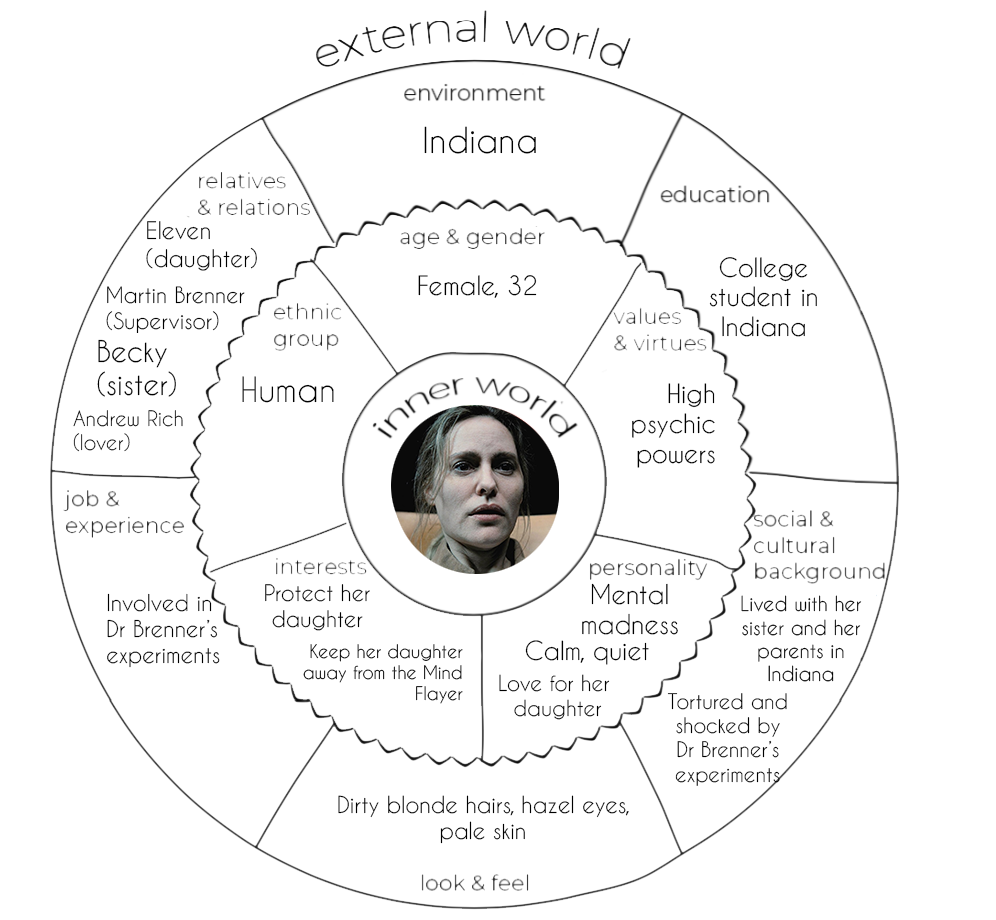 external world
environment
Indiana
relatives
& relations
Eleven
(daughter)
Martin Brenner
(Supervisor)
Becky
(sister)
Andrew Rich
(lover)
education
College
student in
Indiana
age & gender
Female, 32
ethnic
group
Human
values
& virtues
High
psychic
powers
inner world
job &
experience
Involved in
Dr Brenner's
experiments
interests
Protect her
daughter
Keep her daughter
away from the Mind
Flayer
personality
Mental
madness
Calm, quiet
Love for her
daughter
social &
cultural
background
Lived with her
sister and her
parents in
Indiana
Tortured and
shocked by
Dr Brenner's
experiments
Dirty blonde hairs, hazel eyes,
pale skin
look & feel